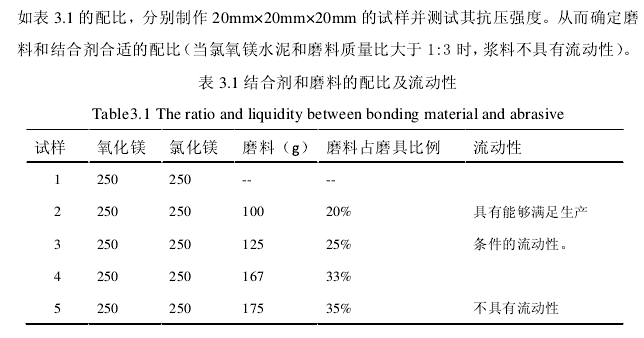 如表 3.1 的配比，分别制作 20mm×20mm×20mm 的试样并测试其抗压强度。从而确定磨
料和结合剂合适的配比（当氯氧镁水泥和磨料质量比大于 1:3 时，浆料不具有流动性）。
表 3.1 结合剂和磨料的配比及流动性
Table3.1 The ratio and liquidity between bonding material and abrasive
试样 氧化镁 氯化镁 磨料（g） 磨料占磨具比例 流动性
1 250 250 -- --
2 250 250 100 20% 具有能够满足生产
3 250 250 125 25% 条件的流动性。
4 250 250 167 33%
5 250 250 175 35% 不具有流动性